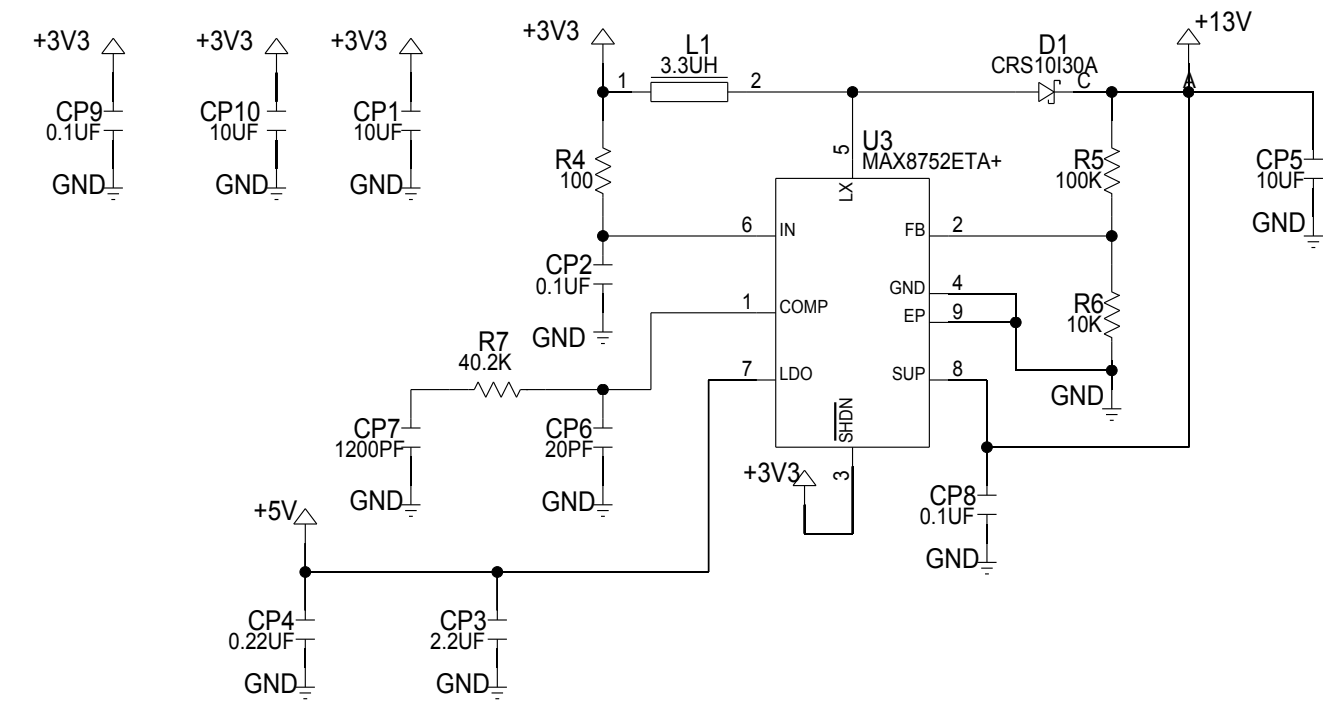 +3V3
CP9
0.1UF
GND
+3V3
CP10
10UF
GND
+3V3
CP1
10UF
GND
+3V3
1
L1
3.3UH
2
D1
CRS10I30A
C
A
+13V
R4
100
5
U3
MAX8752ETA+
LX
R5
100K
CP5
10UF
GND
6
IN
FB
2
CP2
0.1UF
GND
1
COMP
GND
4
EP
9
R6
10K
GND
R7
40.2K
7
LDO
SUP
8
CP7
1200PF
GND
CP6
20PF
GND
SHDN
3
+3V3
CP8
0.1UF
GND
+5V
CP4
0.22UF
GND
CP3
2.2UF
GND